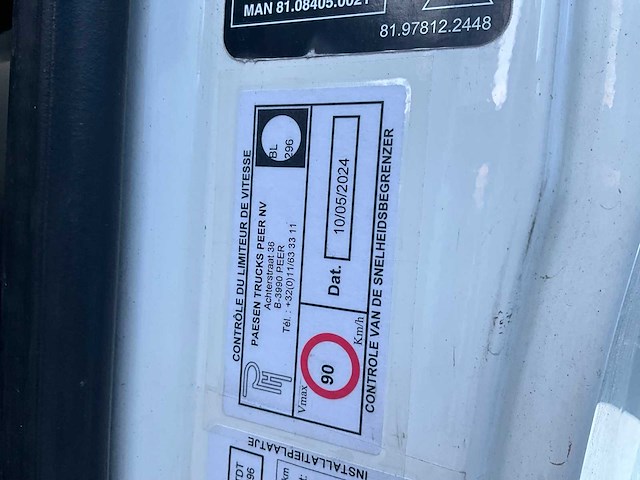 MAN 81.08405.0021
81.97812.2448
CONTRÔLE DU LIMITEUR DE VITESSE
PAESEN TRUCKS PEER NV
Achterstraat 36
B-3990 PEER
Tél. : +32(0)11/63 33 11
BL
296
Vmax
90
Km/h
Dat.
10/05/2024
CONTROLE VAN DE SNELHEIDSBEGRENZER
INSTALLATIEPLAATJE